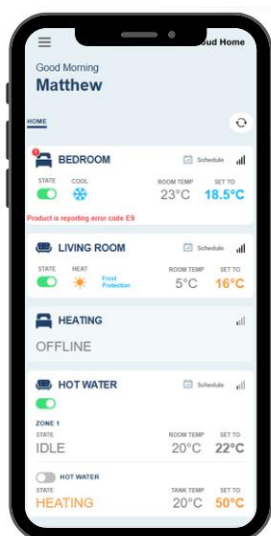 oud Home
Good Morning
Matthew
HOME
BEDROOM Schedule
STATE COOL ROOM TEMP SET TO
23°C 18.5°C
Product is reporting error code E9
LIVING ROOM Schedule
STATE HEAT ROOM TEMP SET TO
Frost
Protection
5°C 16°C
HEATING
OFFLINE
HOT WATER Schedule
ZONE 1
STATE ROOM TEMP SET TO
IDLE 20°C 22°C
HOT WATER
STATE TANK TEMP SET TO
HEATING 20°C 50°C